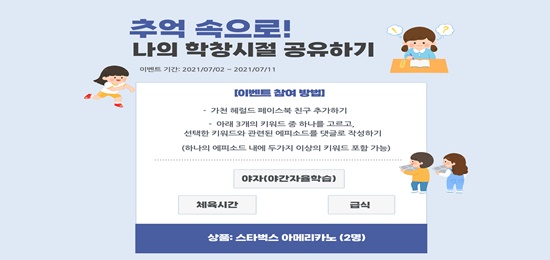 추억 속으로!
나의 학창시절 공유하기
이벤트 기간: 2021/07/02 ~ 2021/07/11
[이벤트 참여 방법]
- 가천 헤럴드 페이스북 친구 추가하기
- 아래 3개의 키워드 중 하나를 고르고,
선택한 키워드와 관련된 에피소드를 댓글로 작성하기
(하나의 에피소드 내에 두가지 이상의 키워드 포함 가능)
야자(야간자율학습)
체육시간 급식
상품: 스타벅스 아메리카노 (2명)